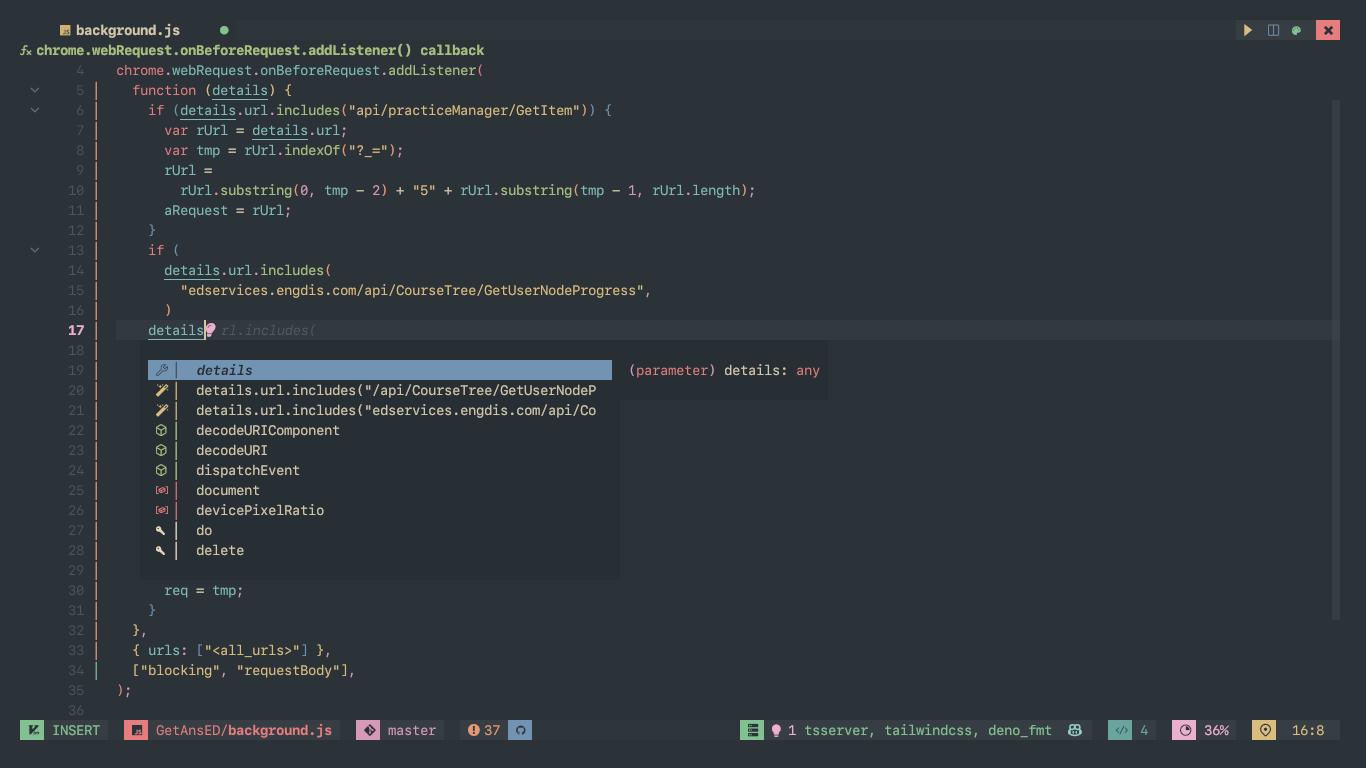 background.js
chrome.webRequest.onBeforeRequest.addListener() callback
4 chrome.webRequest.onBeforeRequest.addListener(
5 function (details) {
6 if (details.url.includes("api/practiceManager/GetItem")) {
7 var rUrl = details.url;
8 var tmp = rUrl.indexOf("?_=");
9 rUrl =
10 rUrl.substring(0, tmp - 2) + "5" + rUrl.substring(tmp - 1, rUrl.length);
11 aRequest = rUrl;
12 }
13 if (
14 details.url.includes(
15 "edservices.engdis.com/api/CourseTree/GetUserNodeProgress",
16 )
17 details rl.includes(
18
19 details (parameter) details: any
20 details.url.includes("/api/CourseTree/GetUserNodeP
21 details.url.includes("edservices.engdis.com/api/Co
22 decodeURIComponent
23 decodeURI
24 dispatchEvent
25 document
26 devicePixelRatio
27 do
28 delete
29
30 req = tmp;
31 }
32 },
33 { urls: ["<all_urls>"] },
34 ["blocking", "requestBody"],
35 );
36
INSERT GetAnsED/background.js master 37 1 tsserver, tailwindcss, deno_fmt 4 36% 16:8